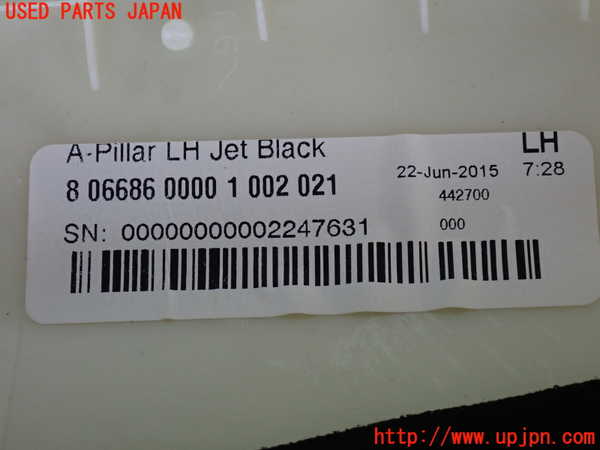 USED PARTS JAPAN
A-Pillar LH Jet Black
LH
8 06686 0000 1 002 021
22-Jun-2015 7:28
442700
SN: 00000000002247631
000
http://www.upjpn.com/